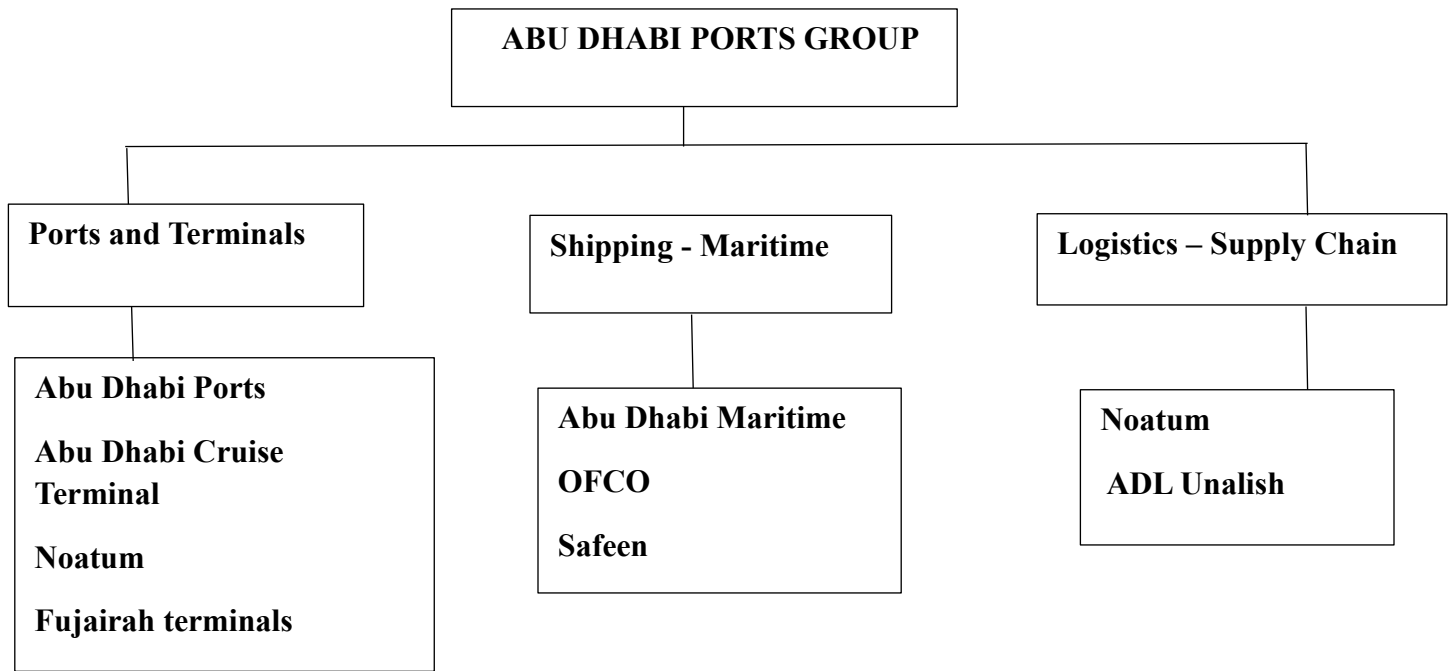 ABU DHABI PORTS GROUP
Ports and Terminals
Shipping - Maritime
Logistics – Supply Chain
Abu Dhabi Ports
Abu Dhabi Cruise
Terminal
Noatum
Fujairah terminals
Abu Dhabi Maritime
OFCO
Safeen
Noatum
ADL Unalish